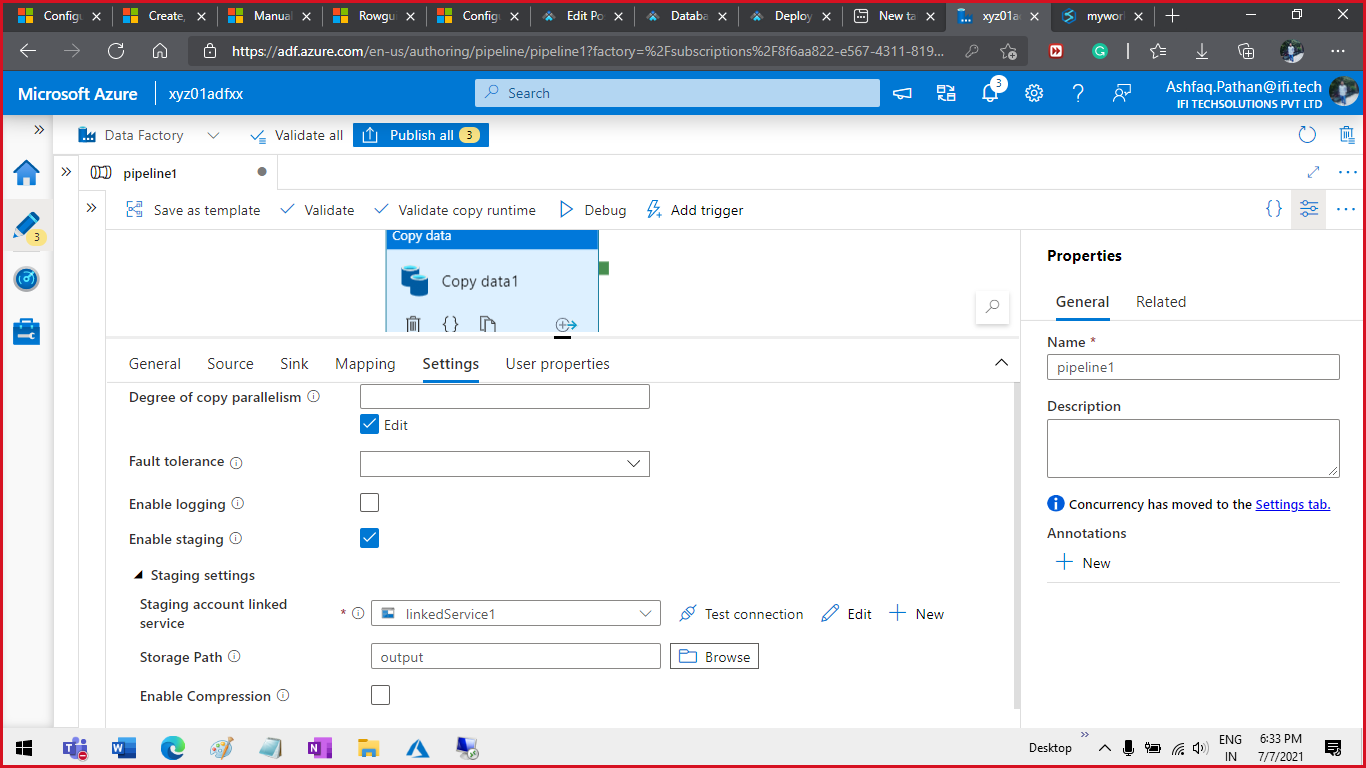 Configu
Create,
Manual
Rowgu
Configu
Edit Po
Databa
Deploy
New ta
xyz01ad
mywork
https://adf.azure.com/en-us/authoring/pipeline/pipeline1?factory=%2Fsubscriptions%2F8f6aa822-e567-4311-819...
Microsoft Azure
xyz01adfxx
Search
3
Ashfaq.Pathan@ifi.tech
IFI TECHSOLUTIONS PVT LTD
Data Factory
Validate all
Publish all 3
pipeline1
3
Save as template
Validate
Validate copy runtime
Debug
Add trigger
Copy data
Copy data1
General
Source
Sink
Mapping
Settings
User properties
Degree of copy parallelism
Edit
Fault tolerance
Enable logging
Enable staging
Staging settings
Staging account linked
service
*
linkedService1
Test connection
Edit
New
Storage Path
output
Browse
Enable Compression
Properties
General
Related
Name *
pipeline1
Description
Concurrency has moved to the Settings tab.
Annotations
New
Desktop
ENG
IN
6:33 PM
7/7/2021